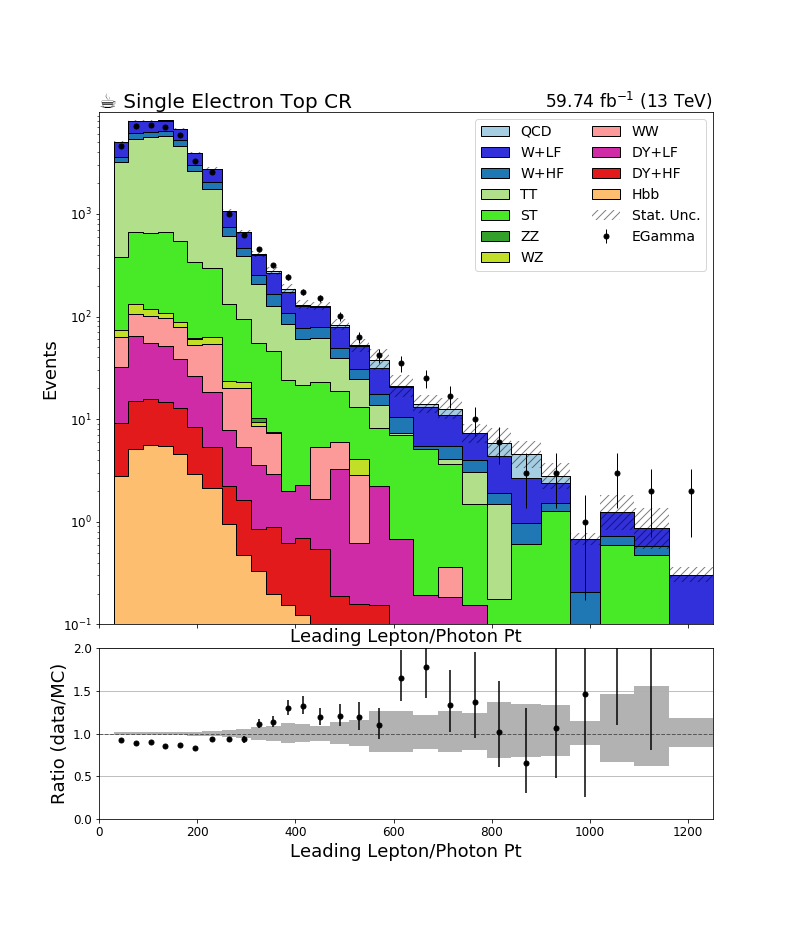 ☕ Single Electron Top CR
59.74 fb⁻¹ (13 TeV)
QCD
W+LF
W+HF
TT
ST
ZZ
WZ
WW
DY+LF
DY+HF
Hbb
Stat. Unc.
EGamma
Events
10³
10²
10¹
10⁰
10⁻¹
Leading Lepton/Photon Pt
Ratio (data/MC)
2.0
1.5
1.0
0.5
0.0
0 200 400 600 800 1000 1200
Leading Lepton/Photon Pt